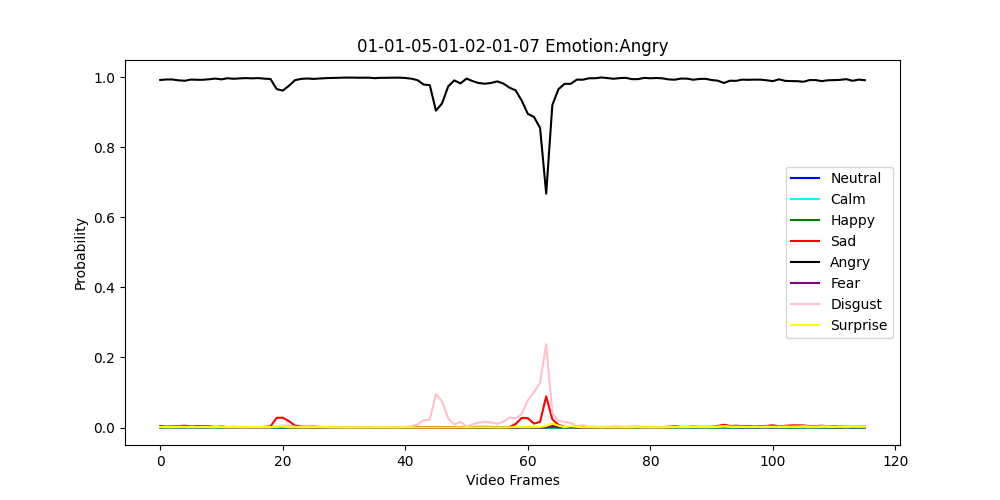 01-01-05-01-02-01-07 Emotion:Angry
1.0
0.8
0.6
0.4
0.2
0.0
Probability
Neutral
Calm
Happy
Sad
Angry
Fear
Disgust
Surprise
0 20 40 60 80 100 120
Video Frames